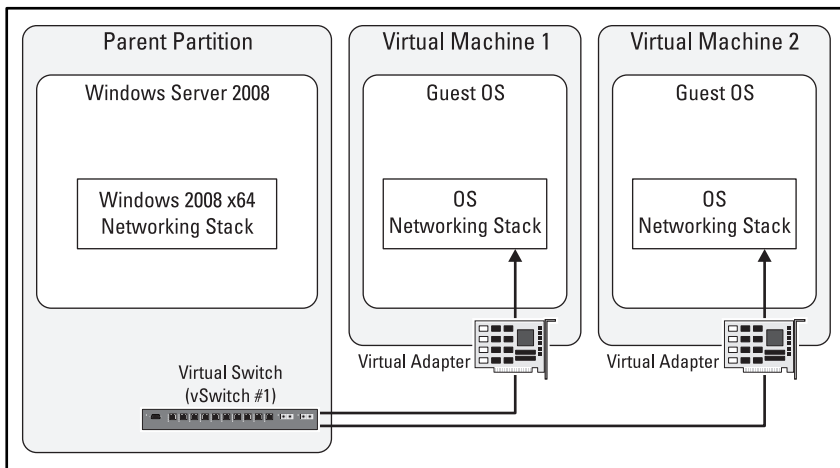 Parent Partition
Windows Server 2008
Windows 2008 x64
Networking Stack
Virtual Switch
(vSwitch #1)
Virtual Machine 1
Guest OS
OS
Networking Stack
Virtual Adapter
Virtual Machine 2
Guest OS
OS
Networking Stack
Virtual Adapter